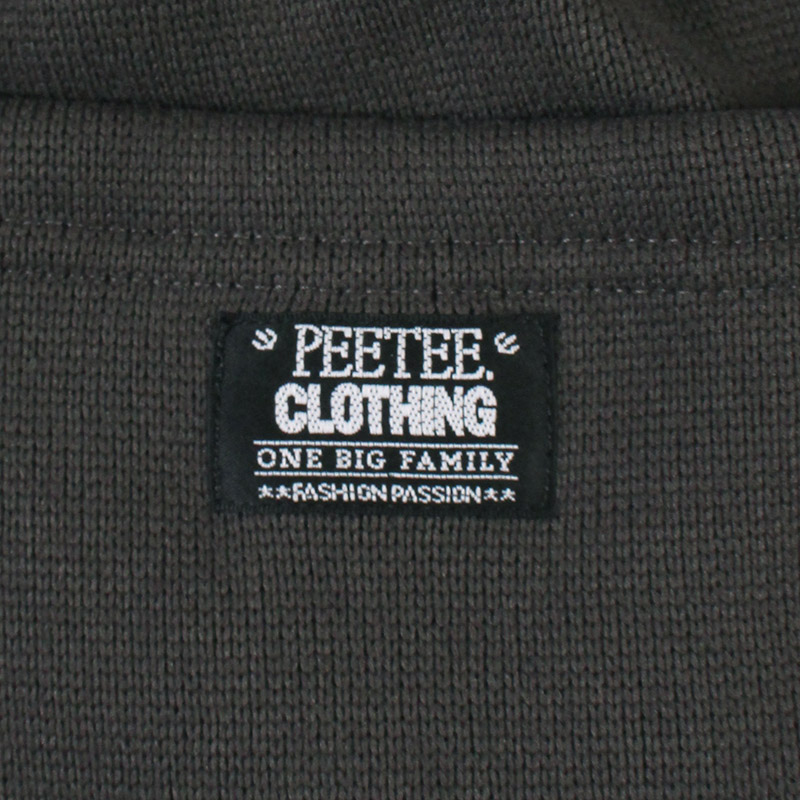 PEETEE.
CLOTHING
ONE BIG FAMILY
**FASHION PASSION**